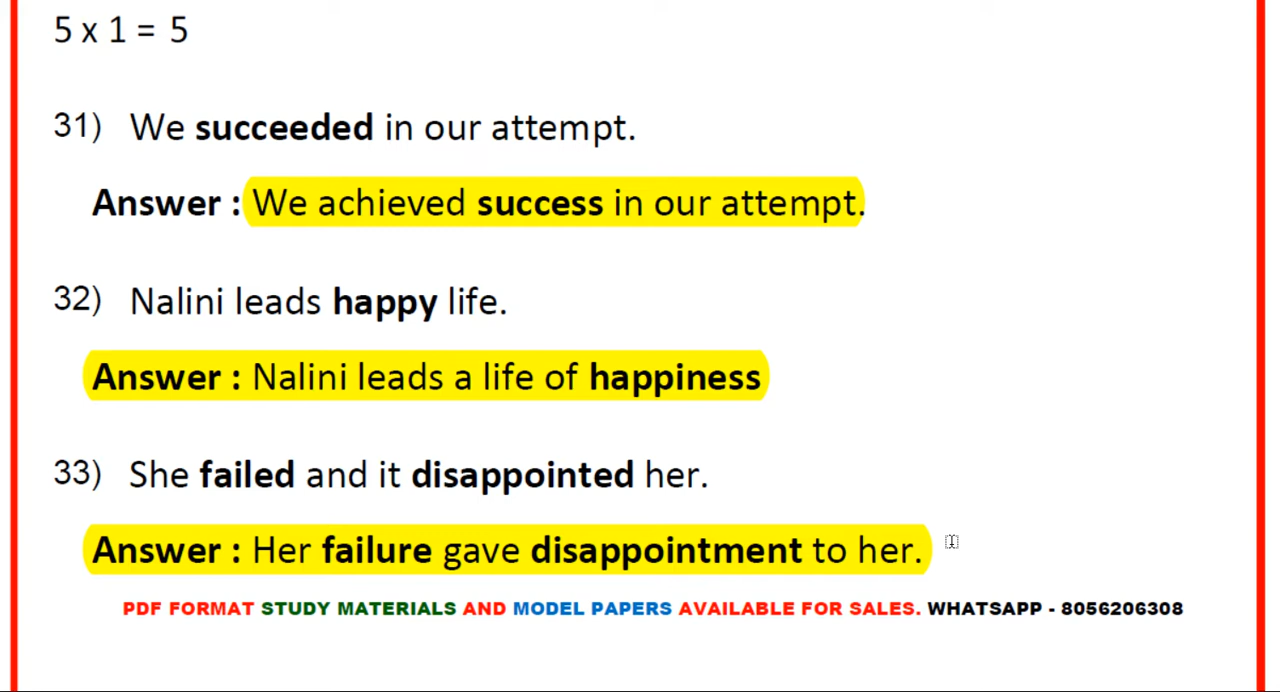 5 x 1 = 5
31) We succeeded in our attempt.
Answer : We achieved success in our attempt.
32) Nalini leads happy life.
Answer : Nalini leads a life of happiness
33) She failed and it disappointed her.
Answer : Her failure gave disappointment to her.
PDF FORMAT STUDY MATERIALS AND MODEL PAPERS AVAILABLE FOR SALES. WHATSAPP - 8056206308